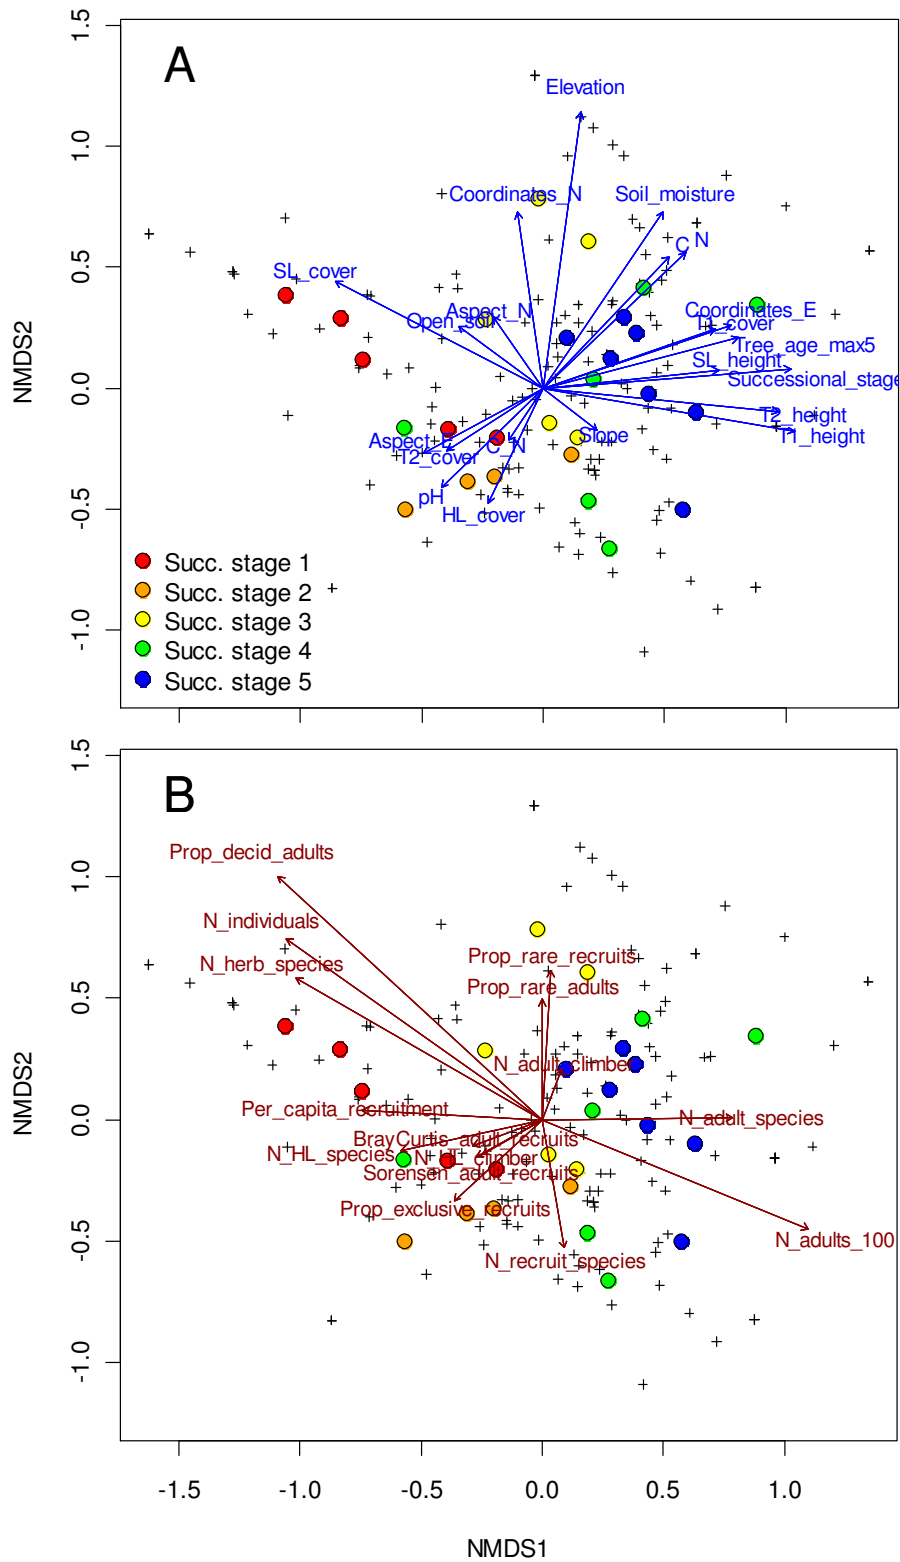 A
1.5
1.0
0.5
0.0
-0.5
-1.0
NMDS2
Elevation
Coordinates_N
Soil_moisture
C
N
SL_cover
Aspect_N
Open_soil
Coordinates_E
T1_cover
Tree_age_max5
SL_height
Successional_stage
T2_height
T1_height
Slope
Aspect_E
T2_cover
C_N
pH
HL_cover
Succ. stage 1
Succ. stage 2
Succ. stage 3
Succ. stage 4
Succ. stage 5
B
1.5
1.0
0.5
0.0
-0.5
-1.0
NMDS2
Prop_decid_adults
N_individuals
N_herb_species
Prop_rare_recruits
Prop_rare_adults
N_adult_climber
Per_capita_recruitment
N_adult_species
BrayCurtis_adult_recruits
N_HL_species
Sorensen_adult_recruits
Prop_exclusive_recruits
N_adults_100
N_recruit_species
-1.5
-1.0
-0.5
0.0
0.5
1.0
NMDS1